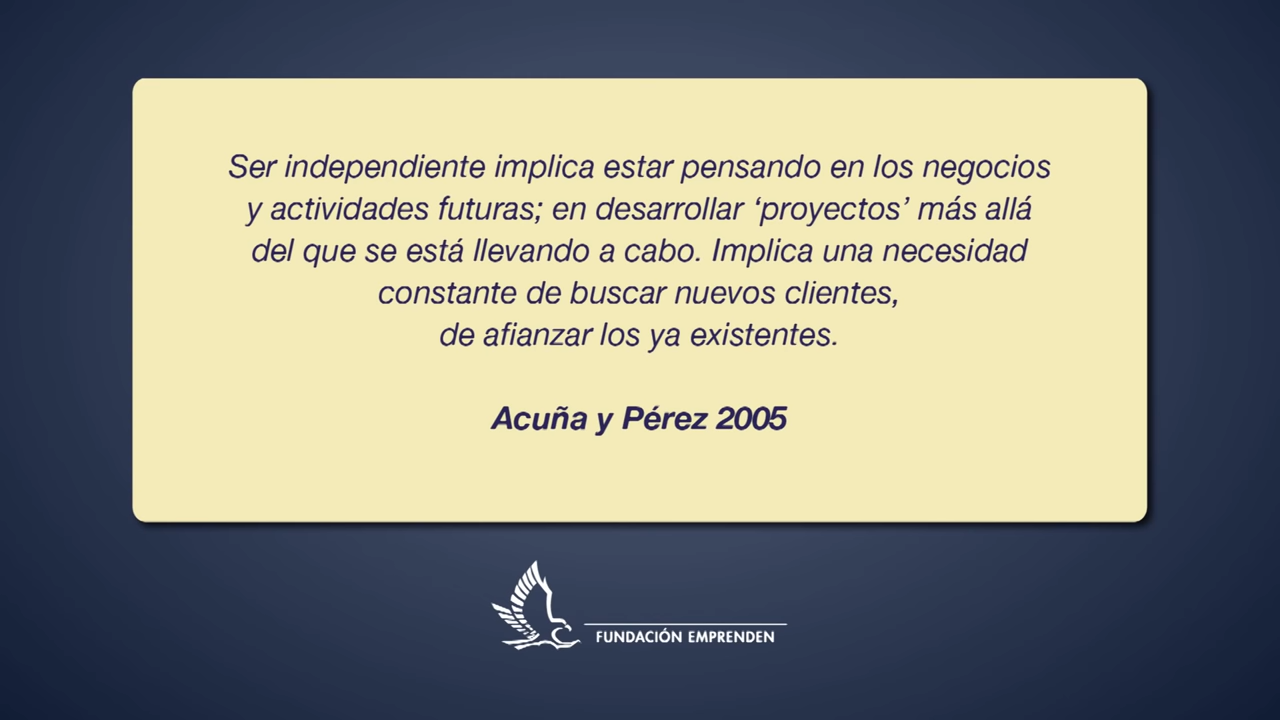 Ser independiente implica estar pensando en los negocios
y actividades futuras; en desarrollar ‘proyectos’ más allá
del que se está llevando a cabo. Implica una necesidad
constante de buscar nuevos clientes,
de afianzar los ya existentes.
Acuña y Pérez 2005
FUNDACIÓN EMPRENDEN